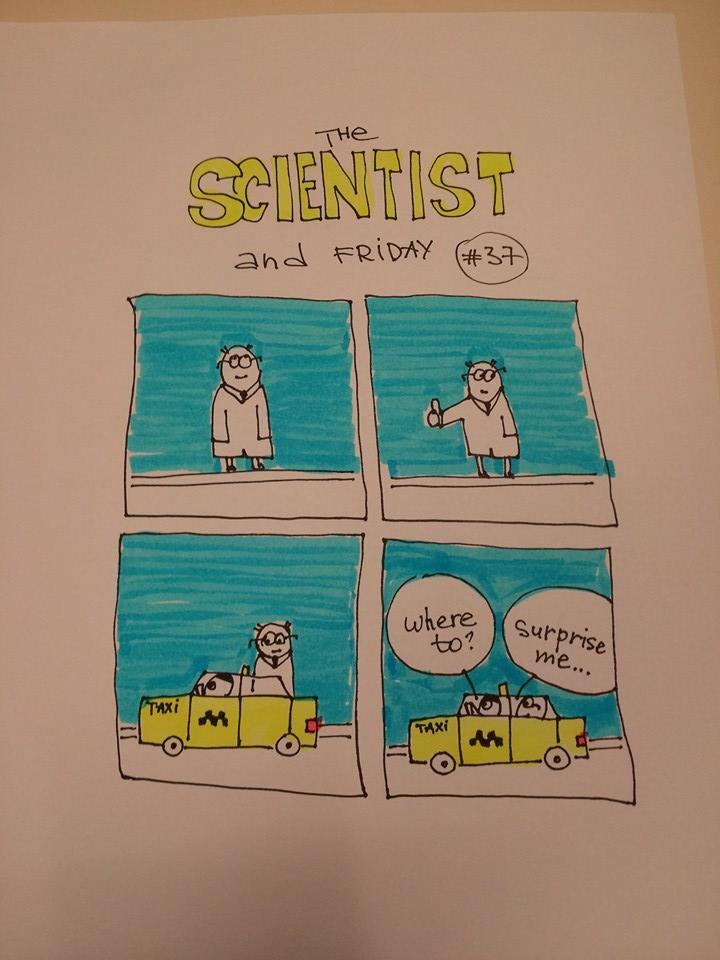 THe
SCIENTIST
and FRiDAY #37
TAXi
where
to?
Surprise
me...
TAXi